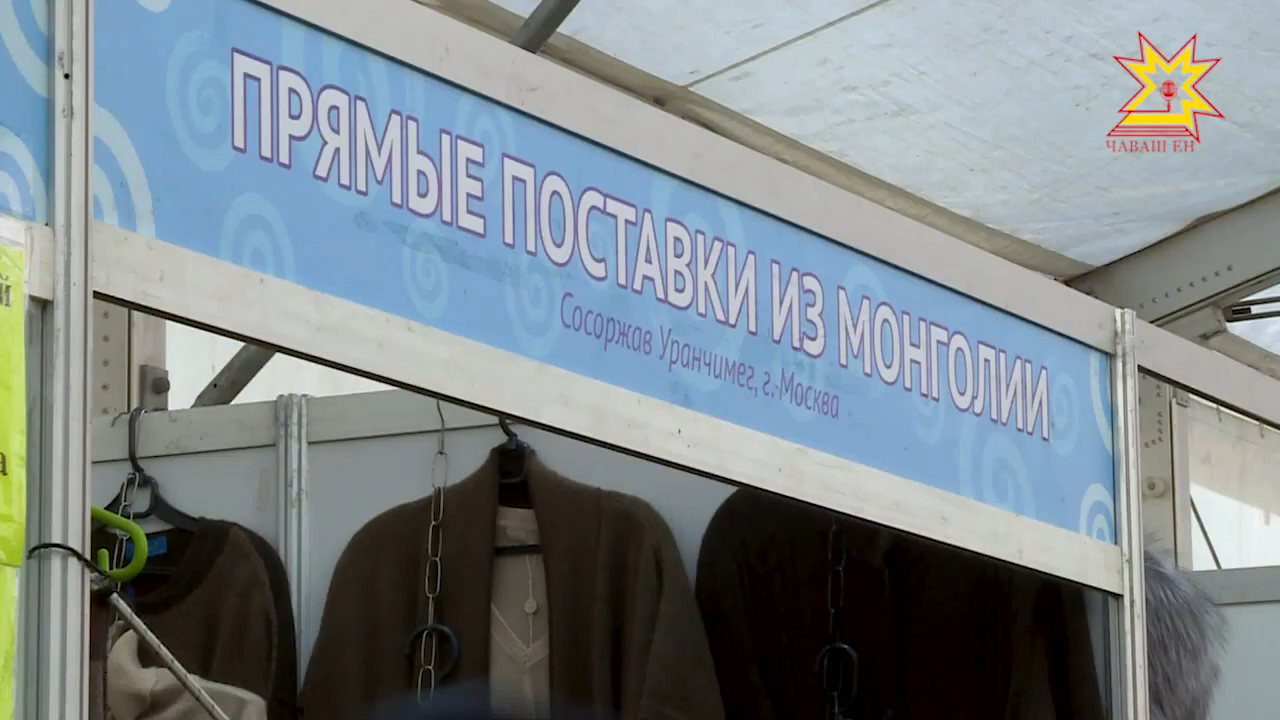 ЧАВАШ ЕН
ПРЯМЫЕ ПОСТАВКИ ИЗ МОНГОЛИИ
Сосоржав Уранчимег, г. Москва
й
а